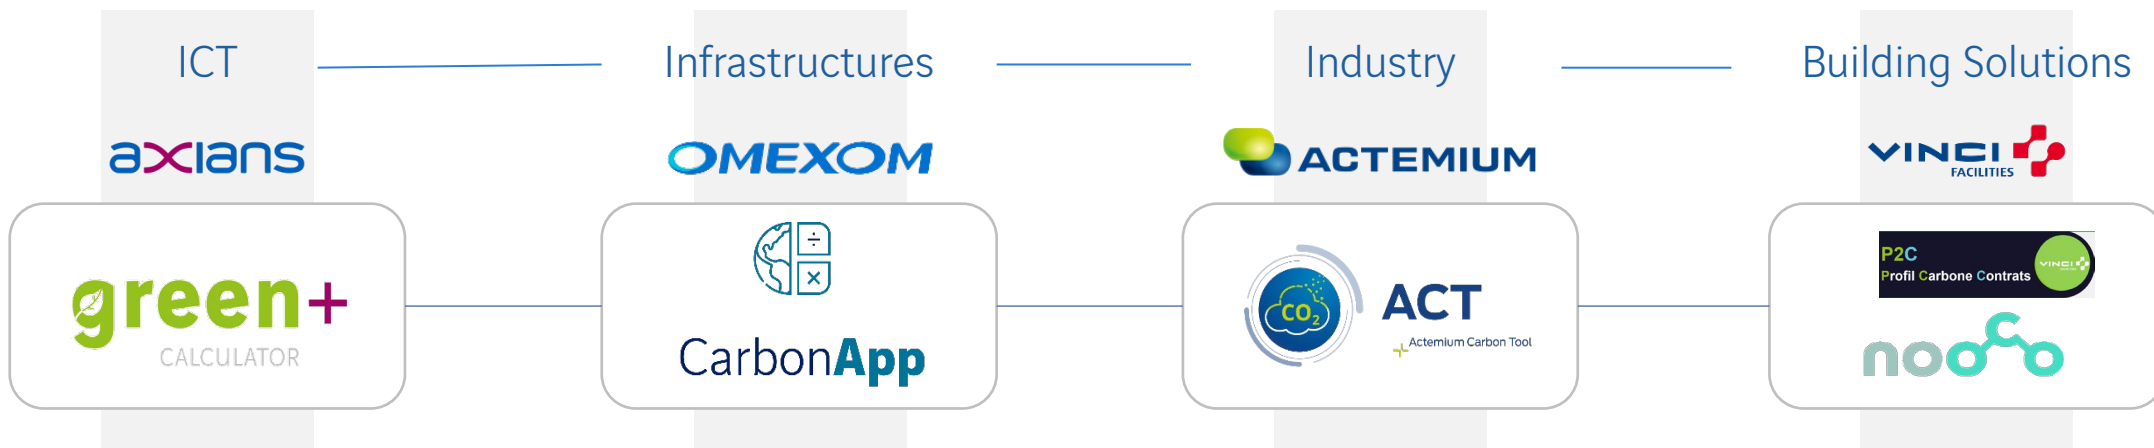 ICT
Infrastructures
Industry
Building Solutions
axians
OMEXOM
ACTEMIUM
VINCI
FACILITIES
green+
CALCULATOR
÷
×
CarbonApp
CO2
ACT
Actemium Carbon Tool
P2C
Profil Carbone Contrats
VINCI
nooco